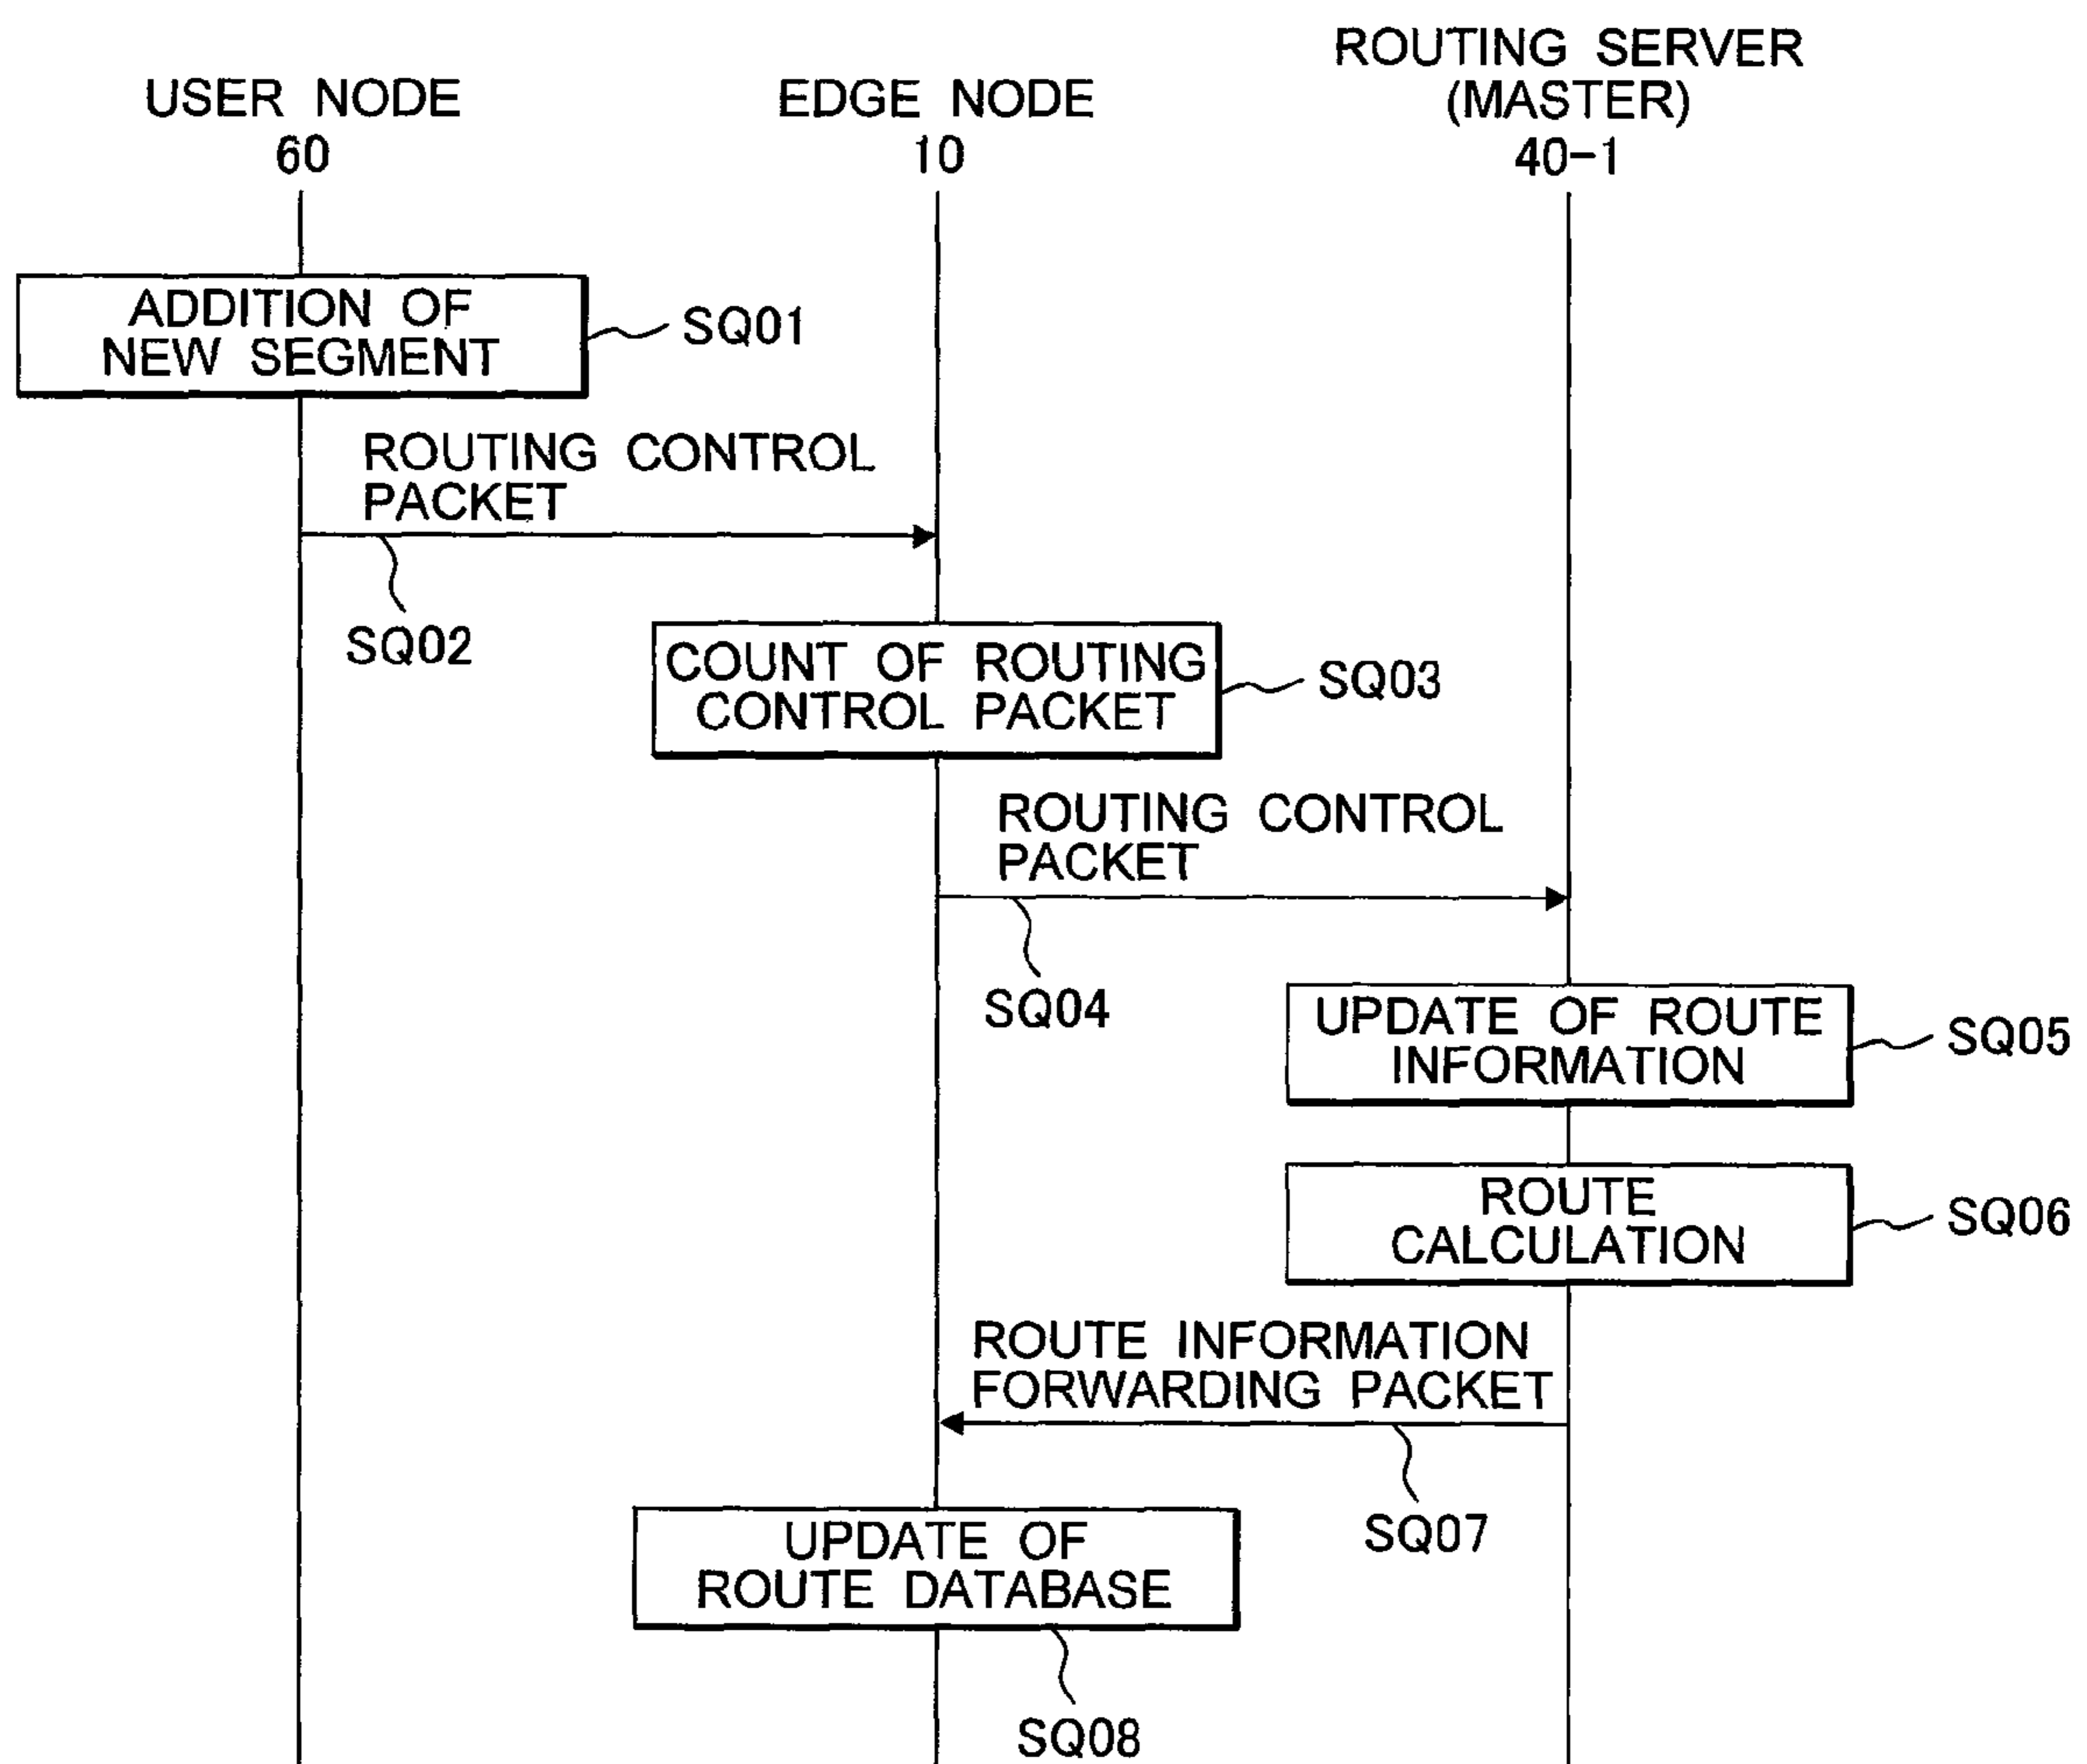 USER NODE
60
EDGE NODE
10
ROUTING SERVER
(MASTER)
40-1
ADDITION OF
NEW SEGMENT
SQ01
ROUTING CONTROL
PACKET
SQ02
COUNT OF ROUTING
CONTROL PACKET
SQ03
ROUTING CONTROL
PACKET
SQ04
UPDATE OF ROUTE
INFORMATION
SQ05
ROUTE
CALCULATION
SQ06
ROUTE INFORMATION
FORWARDING PACKET
SQ07
UPDATE OF
ROUTE DATABASE
SQ08